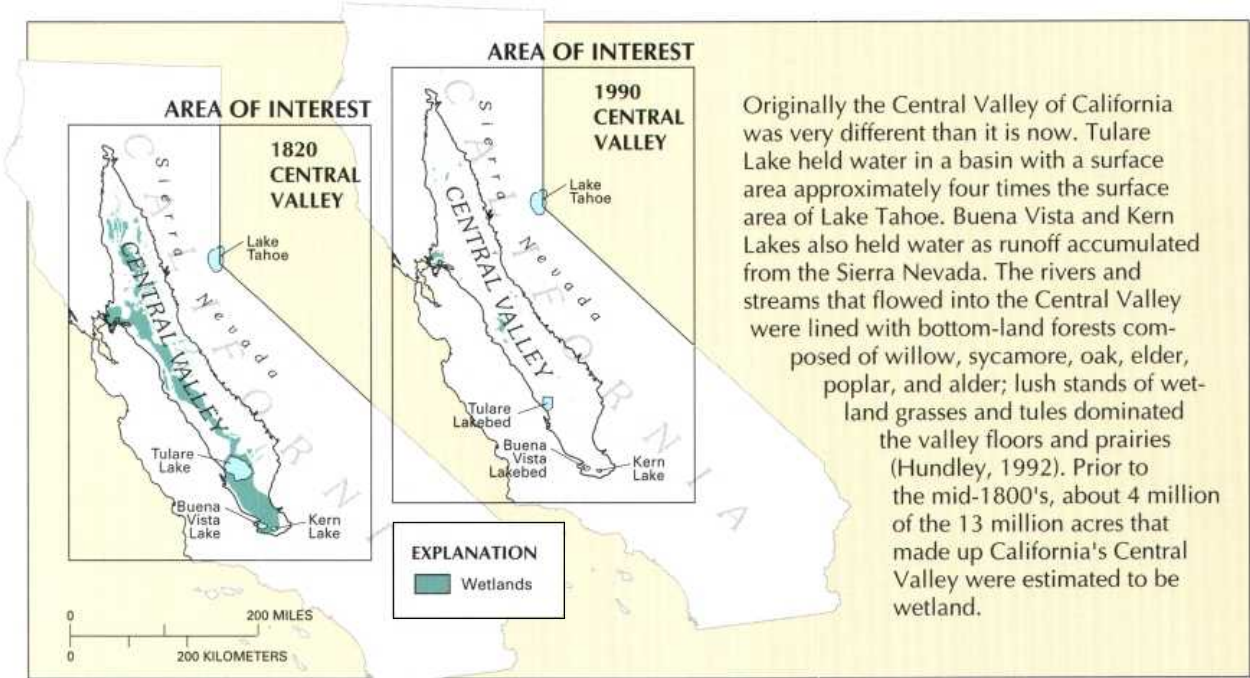 AREA OF INTEREST
1820
CENTRAL
VALLEY
CALIFORNIA
Sierra Nevada
CENTRAL VALLEY
Lake
Tahoe
Tulare
Lake
Buena
Vista
Lake
Kern
Lake
0 200 MILES
0 200 KILOMETERS
AREA OF INTEREST
1990
CENTRAL
VALLEY
CALIFORNIA
Sierra Nevada
CENTRAL VALLEY
Lake
Tahoe
Tulare
Lakebed
Buena
Vista
Lakebed
Kern
Lake
EXPLANATION
Wetlands
Originally the Central Valley of California
was very different than it is now. Tulare
Lake held water in a basin with a surface
area approximately four times the surface
area of Lake Tahoe. Buena Vista and Kern
Lakes also held water as runoff accumulated
from the Sierra Nevada. The rivers and
streams that flowed into the Central Valley
were lined with bottom-land forests com-
posed of willow, sycamore, oak, elder,
poplar, and alder; lush stands of wet-
land grasses and tules dominated
the valley floors and prairies
(Hundley, 1992). Prior to
the mid-1800's, about 4 million
of the 13 million acres that
made up California's Central
Valley were estimated to be
wetland.